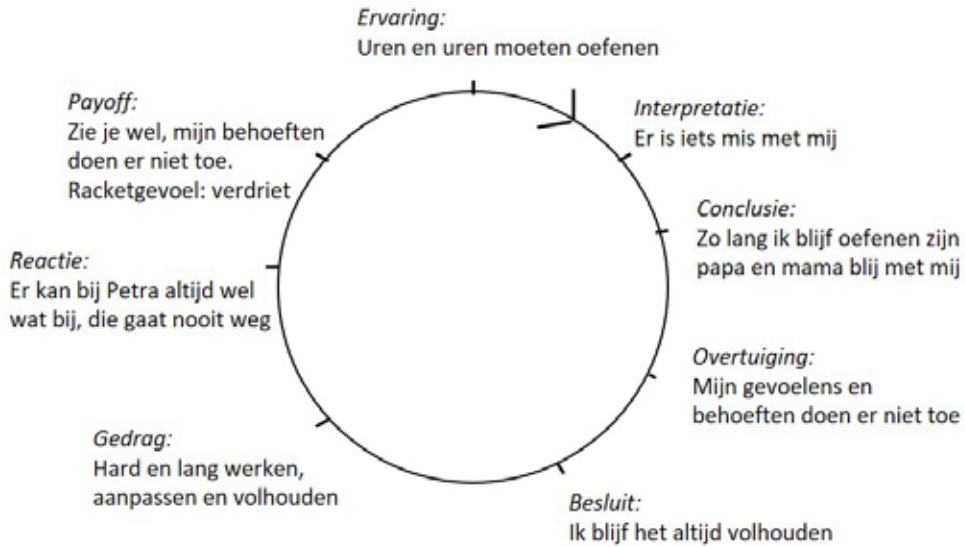 Ervaring:
Uren en uren moeten oefenen
Interpretatie:
Er is iets mis met mij
Conclusie:
Zo lang ik blijf oefenen zijn
papa en mama blij met mij
Overtuiging:
Mijn gevoelens en
behoeften doen er niet toe
Besluit:
Ik blijf het altijd volhouden
Gedrag:
Hard en lang werken,
aanpassen en volhouden
Reactie:
Er kan bij Petra altijd wel
wat bij, die gaat nooit weg
Payoff:
Zie je wel, mijn behoeften
doen er niet toe.
Racketgevoel: verdriet